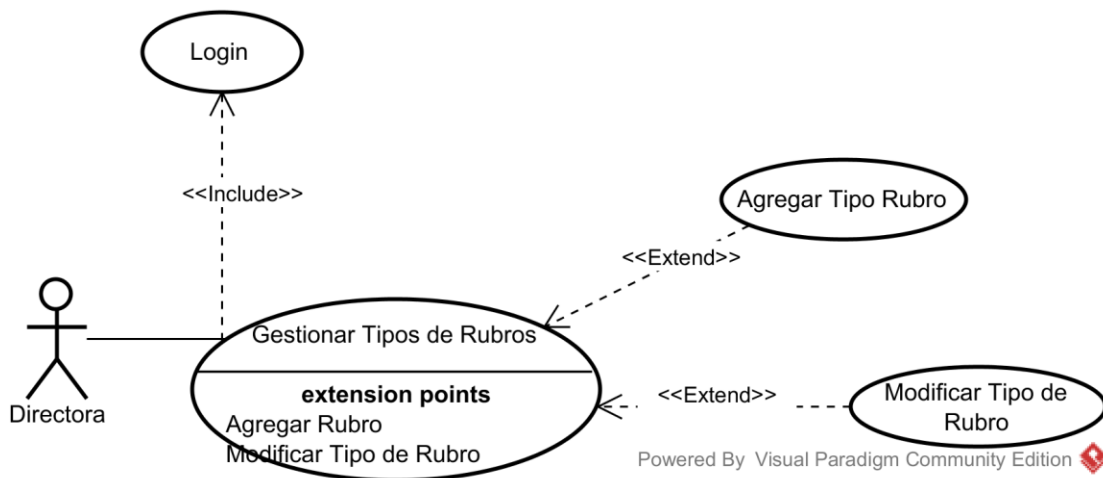 Login
<<Include>>
Agregar Tipo Rubro
<<Extend>>
Directora
Gestionar Tipos de Rubros
extension points
Agregar Rubro
Modificar Tipo de Rubro
<<Extend>>
Modificar Tipo de
Rubro
Powered By Visual Paradigm Community Edition